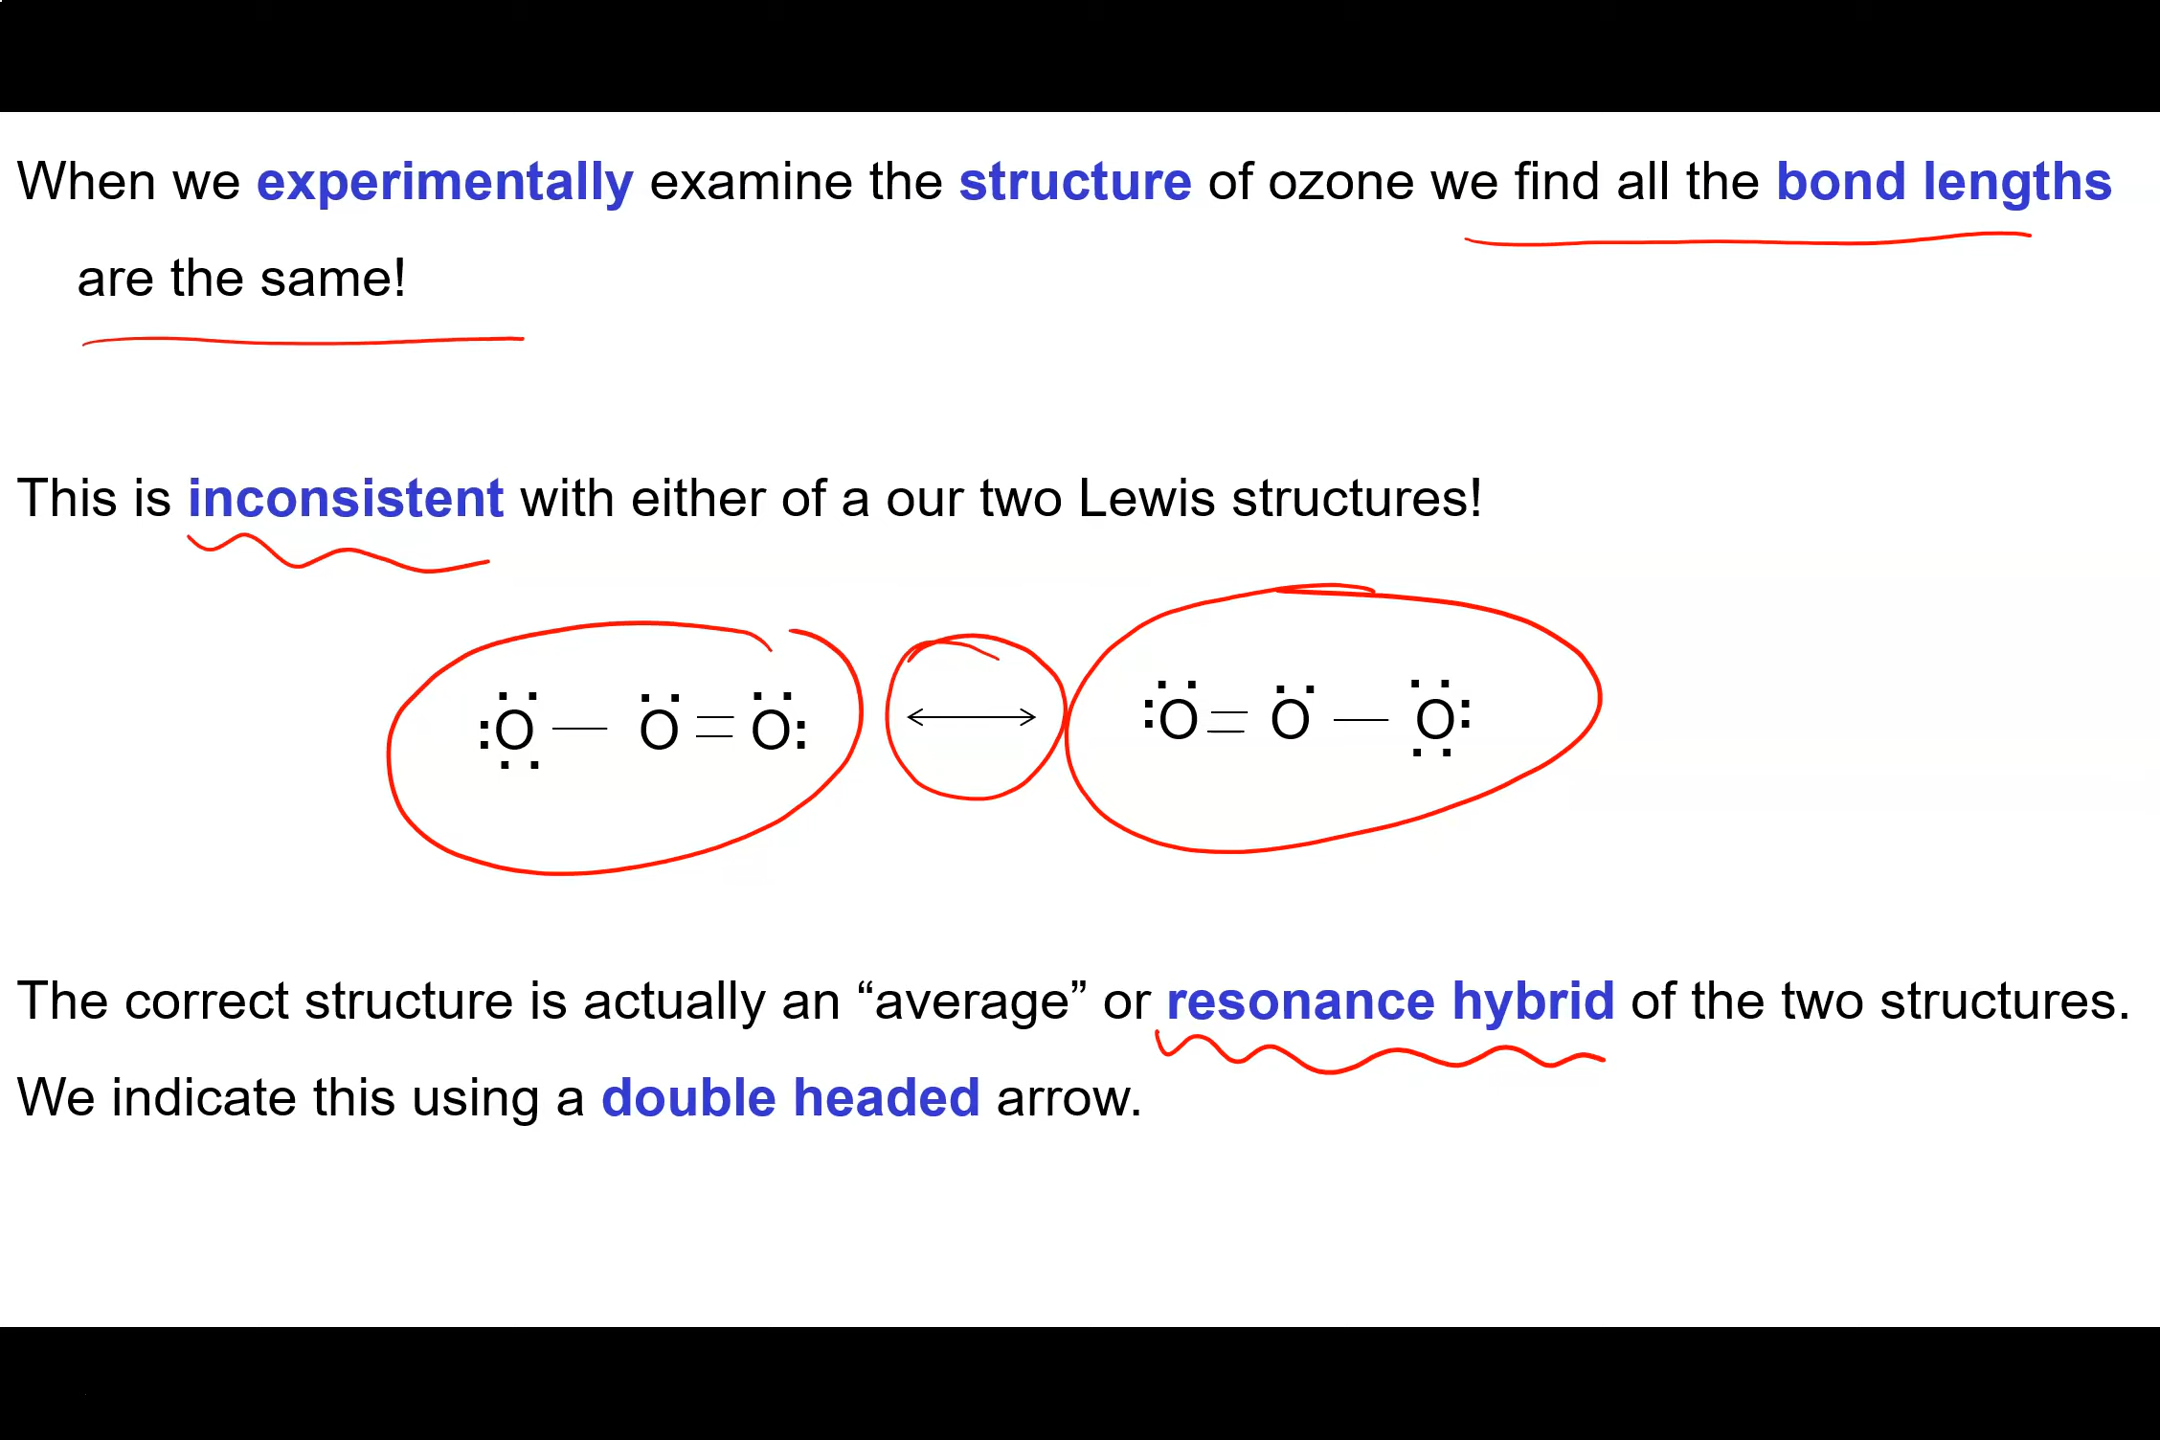 When we experimentally examine the structure of ozone we find all the bond lengths
are the same!
This is inconsistent with either of a our two Lewis structures!
:Ö — Ö = Ö: ⟷ :Ö = Ö — Ö:
The correct structure is actually an “average” or resonance hybrid of the two structures.
We indicate this using a double headed arrow.